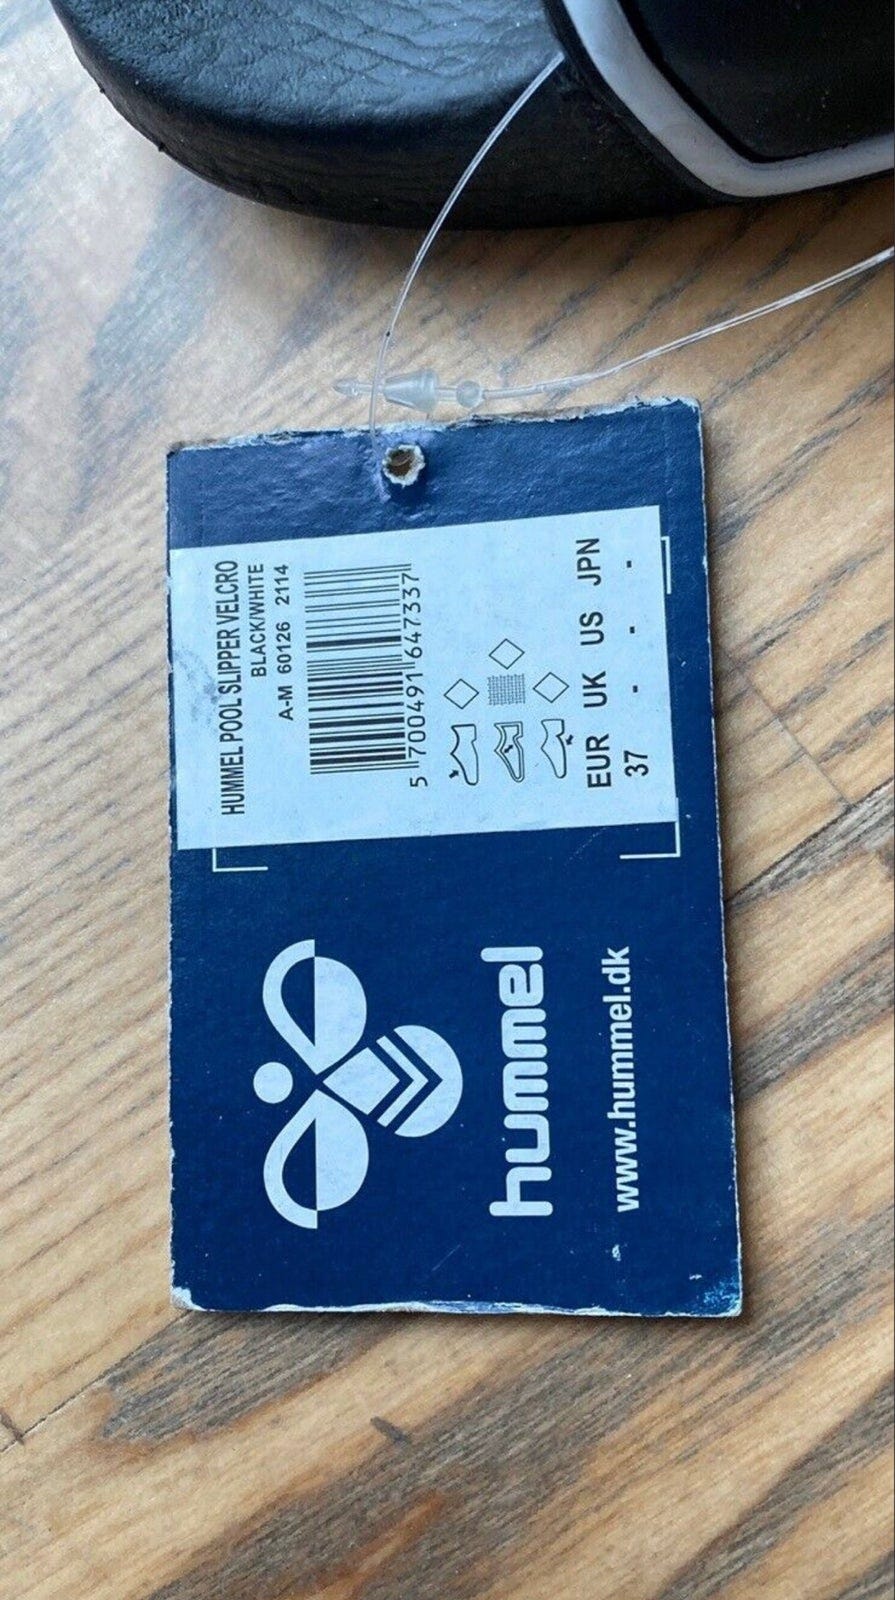 HUMMEL POOL SLIPPER VELCRO
BLACK/WHITE
A-M 60126 2114
5 700491 647337
EUR UK US JPN
37 - - -
hummel
www.hummel.dk